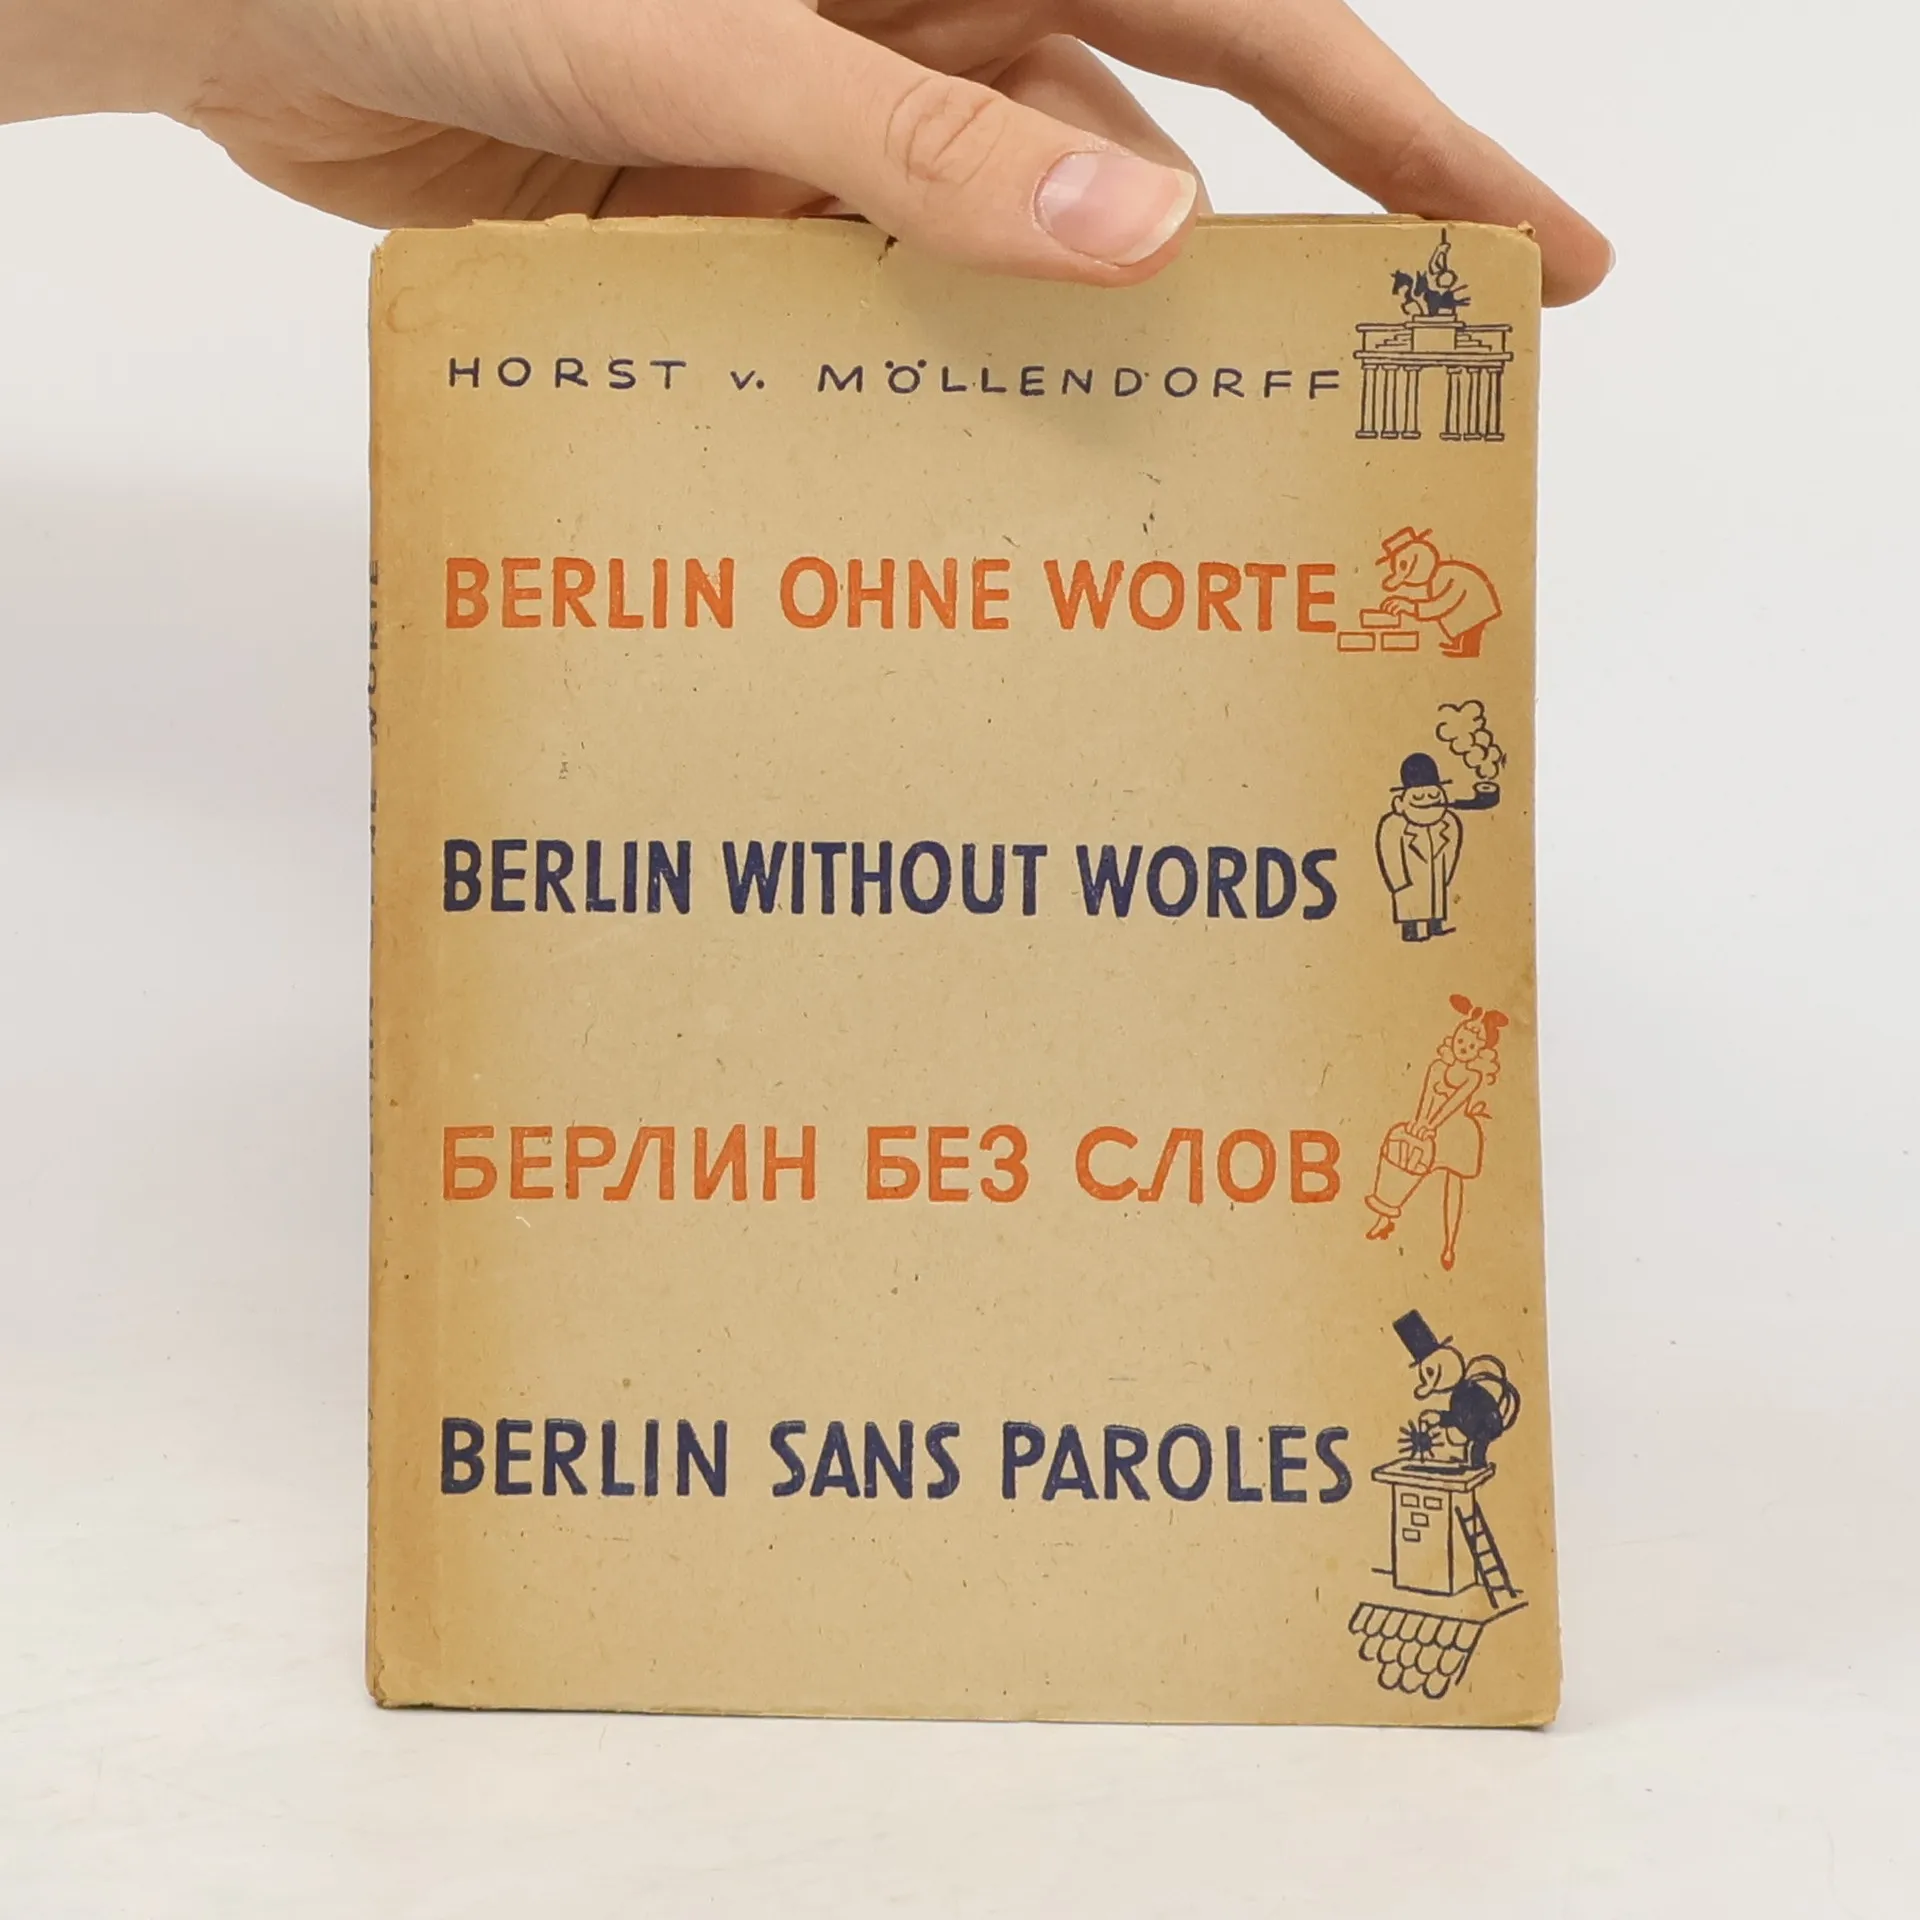 HORST v. MÖLLENDORFF
BERLIN OHNE WORTE
BERLIN WITHOUT WORDS
БЕРЛИН БЕЗ СЛОВ
BERLIN SANS PAROLES